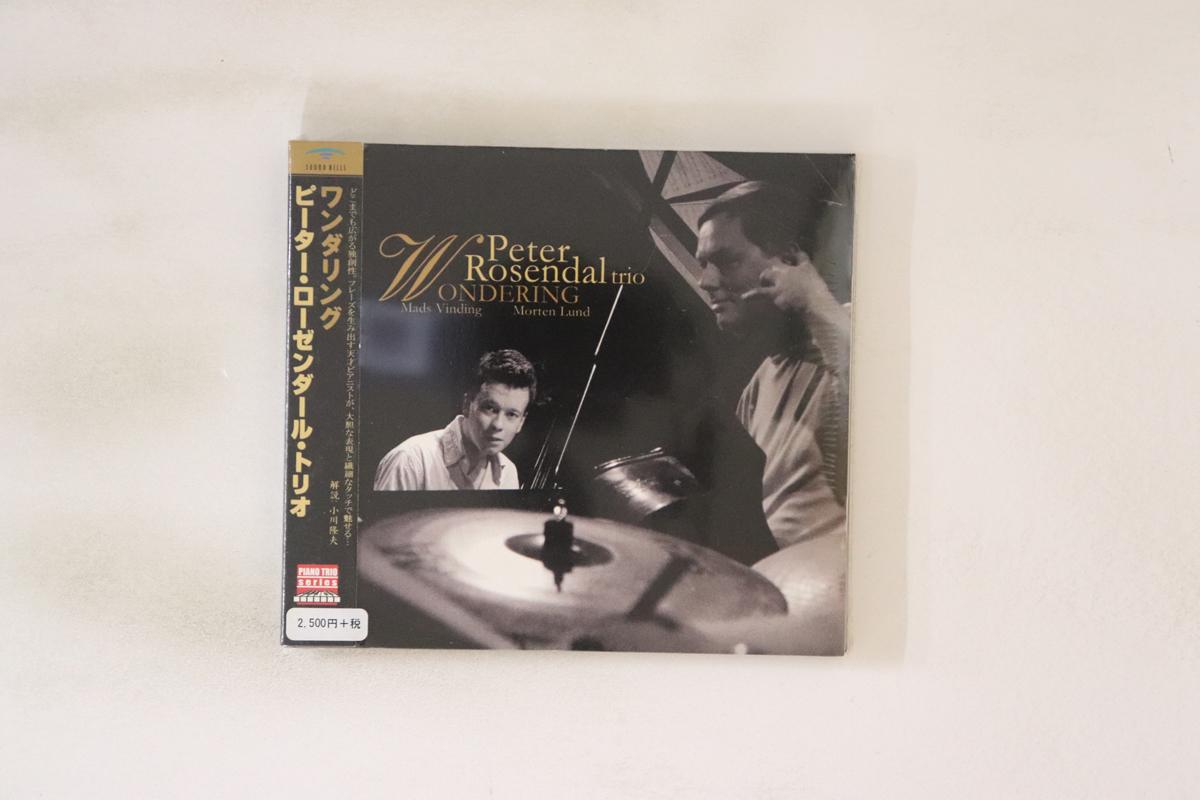 SOUND HILLS
ワンダリング
ピーター・ローゼンダール・トリオ
どこまでも広がる独創性。フレーズを生み出す天才ピアニストが、大胆な表現と繊細なタッチで魅せる…
解説:小川隆夫
PIANO TRIO
series
2,500円+税
Peter
Rosendal trio
WONDERING
Mads Vinding Morten Lund